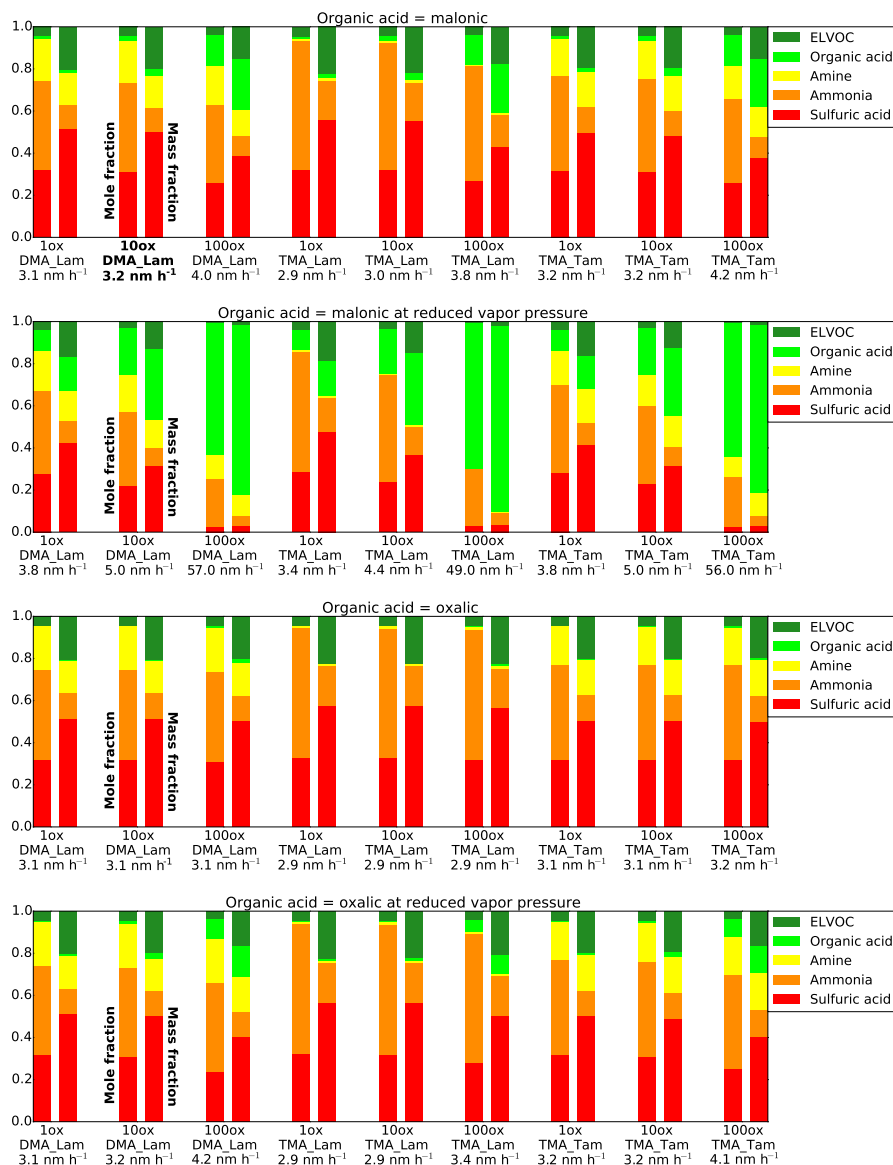 Organic acid = malonic
1.0
0.8
0.6
0.4
0.2
0.0
Mole fraction
Mass fraction
ELVOC
Organic acid
Amine
Ammonia
Sulfuric acid
1ox 10ox 100ox 1ox 10ox 100ox 1ox 10ox 100ox
DMA_Lam DMA_Lam DMA_Lam TMA_Lam TMA_Lam TMA_Lam TMA_Tam TMA_Tam TMA_Tam
3.1 nm h⁻¹ 3.2 nm h⁻¹ 4.0 nm h⁻¹ 2.9 nm h⁻¹ 3.0 nm h⁻¹ 3.8 nm h⁻¹ 3.2 nm h⁻¹ 3.2 nm h⁻¹ 4.2 nm h⁻¹
Organic acid = malonic at reduced vapor pressure
1.0
0.8
0.6
0.4
0.2
0.0
Mole fraction
Mass fraction
ELVOC
Organic acid
Amine
Ammonia
Sulfuric acid
1ox 10ox 100ox 1ox 10ox 100ox 1ox 10ox 100ox
DMA_Lam DMA_Lam DMA_Lam TMA_Lam TMA_Lam TMA_Lam TMA_Tam TMA_Tam TMA_Tam
3.8 nm h⁻¹ 5.0 nm h⁻¹ 57.0 nm h⁻¹ 3.4 nm h⁻¹ 4.4 nm h⁻¹ 49.0 nm h⁻¹ 3.8 nm h⁻¹ 5.0 nm h⁻¹ 56.0 nm h⁻¹
Organic acid = oxalic
1.0
0.8
0.6
0.4
0.2
0.0
Mole fraction
Mass fraction
ELVOC
Organic acid
Amine
Ammonia
Sulfuric acid
1ox 10ox 100ox 1ox 10ox 100ox 1ox 10ox 100ox
DMA_Lam DMA_Lam DMA_Lam TMA_Lam TMA_Lam TMA_Lam TMA_Tam TMA_Tam TMA_Tam
3.1 nm h⁻¹ 3.1 nm h⁻¹ 3.1 nm h⁻¹ 2.9 nm h⁻¹ 2.9 nm h⁻¹ 2.9 nm h⁻¹ 3.1 nm h⁻¹ 3.1 nm h⁻¹ 3.2 nm h⁻¹
Organic acid = oxalic at reduced vapor pressure
1.0
0.8
0.6
0.4
0.2
0.0
Mole fraction
Mass fraction
ELVOC
Organic acid
Amine
Ammonia
Sulfuric acid
1ox 10ox 100ox 1ox 10ox 100ox 1ox 10ox 100ox
DMA_Lam DMA_Lam DMA_Lam TMA_Lam TMA_Lam TMA_Lam TMA_Tam TMA_Tam TMA_Tam
3.1 nm h⁻¹ 3.2 nm h⁻¹ 4.2 nm h⁻¹ 2.9 nm h⁻¹ 2.9 nm h⁻¹ 3.4 nm h⁻¹ 3.2 nm h⁻¹ 3.2 nm h⁻¹ 4.1 nm h⁻¹